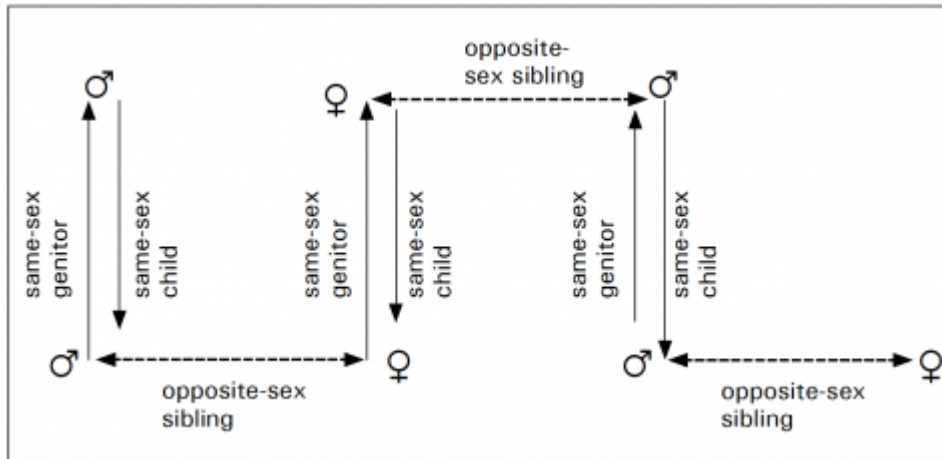 opposite-
sex sibling
same-sex
genitor
same-sex
child
same-sex
genitor
same-sex
child
same-sex
genitor
same-sex
child
opposite-sex
sibling
opposite-sex
sibling